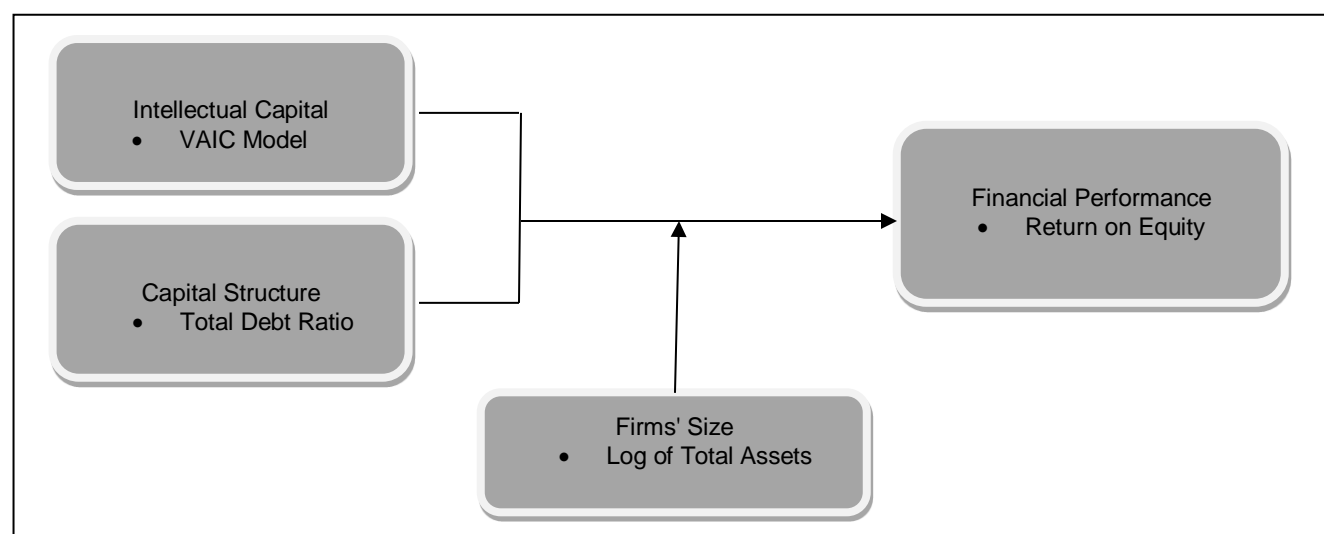 Intellectual Capital
• VAIC Model
Capital Structure
• Total Debt Ratio
Financial Performance
• Return on Equity
Firms' Size
• Log of Total Assets